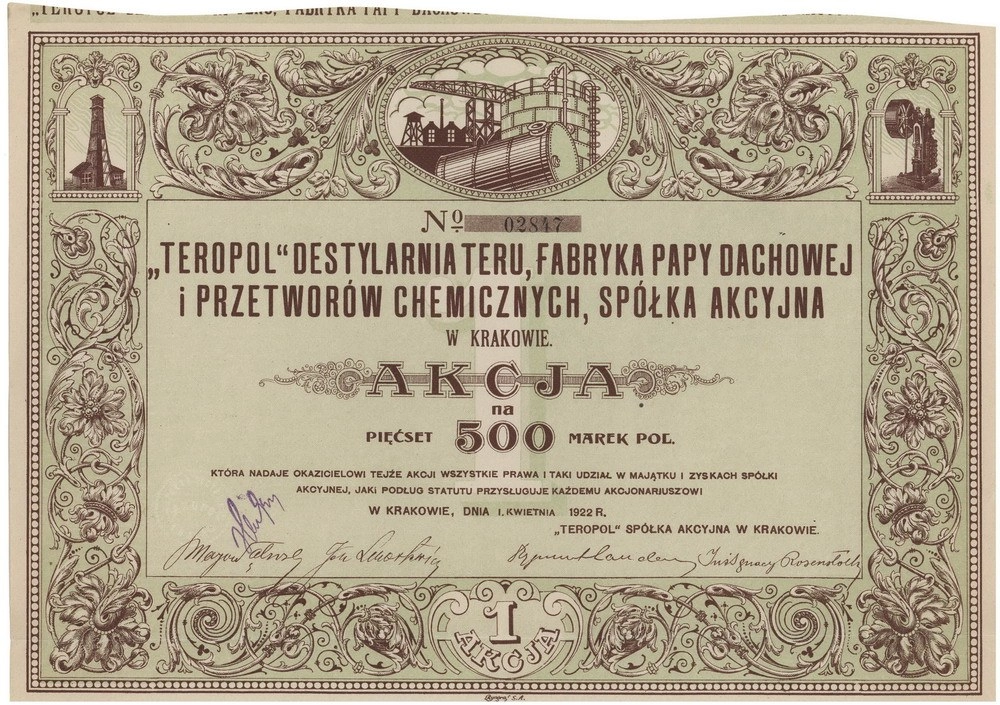 No 02847
„TEROPOL“ DESTYLARNIA TERU, FABRYKA PAPY DACHOWEJ
i PRZETWORÓW CHEMICZNYCH, SPÓŁKA AKCYJNA
W KRAKOWIE.
AKCJA
na
PIĘĆSET 500 MAREK POL.
KTÓRA NADAJE OKAZICIELOWI TEJŻE AKCJI WSZYSTKIE PRAWA I TAKI UDZIAŁ W MAJĄTKU I ZYSKACH SPÓŁKI
AKCYJNEJ, JAKI PODŁUG STATUTU PRZYSŁUGUJE KAŻDEMU AKCJONARJUSZOWI
W KRAKOWIE, DNIA 1. KWIETNIA 1922 R.
„TEROPOL" SPÓŁKA AKCYJNA W KRAKOWIE.
Ignacy Rosenstoch
1
AKCJA